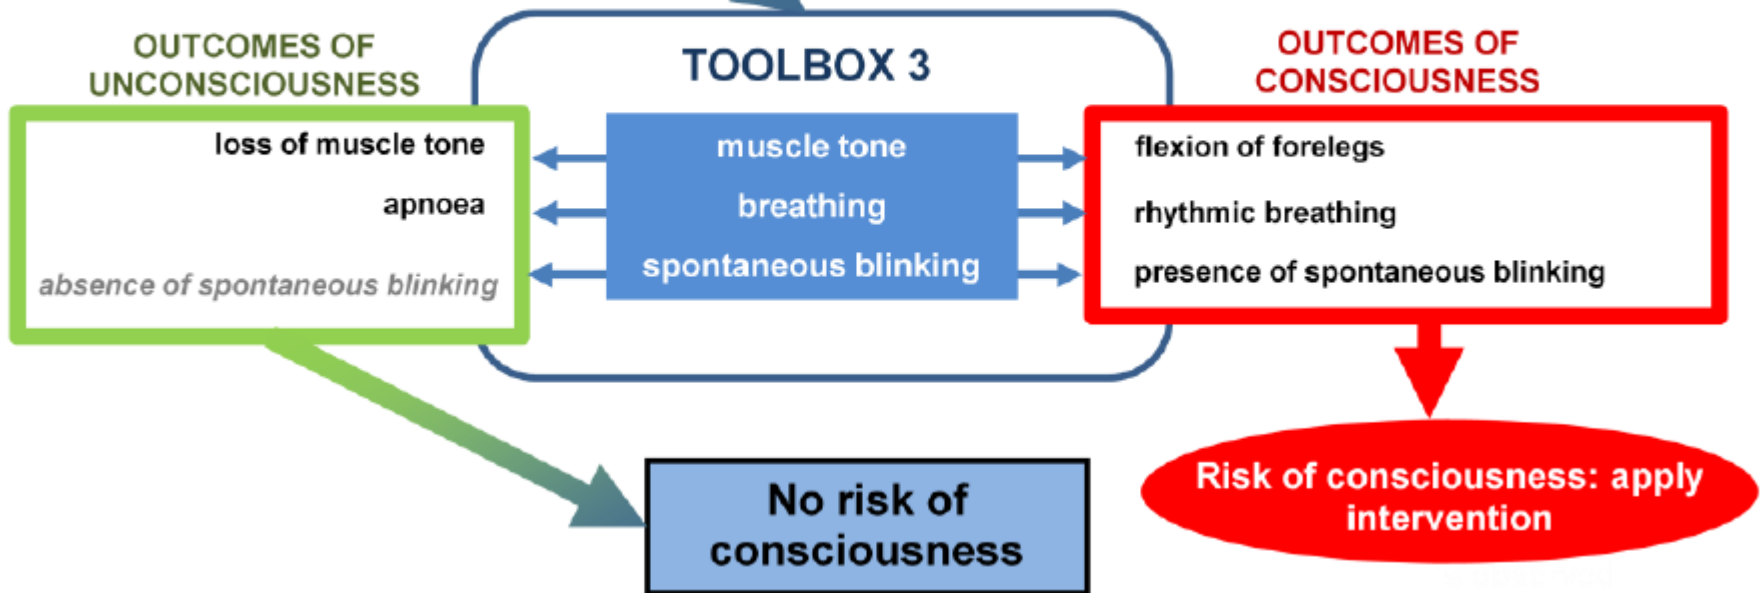 OUTCOMES OF
UNCONSCIOUSNESS
TOOLBOX 3
OUTCOMES OF
CONSCIOUSNESS
loss of muscle tone
apnoea
absence of spontaneous blinking
muscle tone
breathing
spontaneous blinking
flexion of forelegs
rhythmic breathing
presence of spontaneous blinking
No risk of
consciousness
Risk of consciousness: apply
intervention